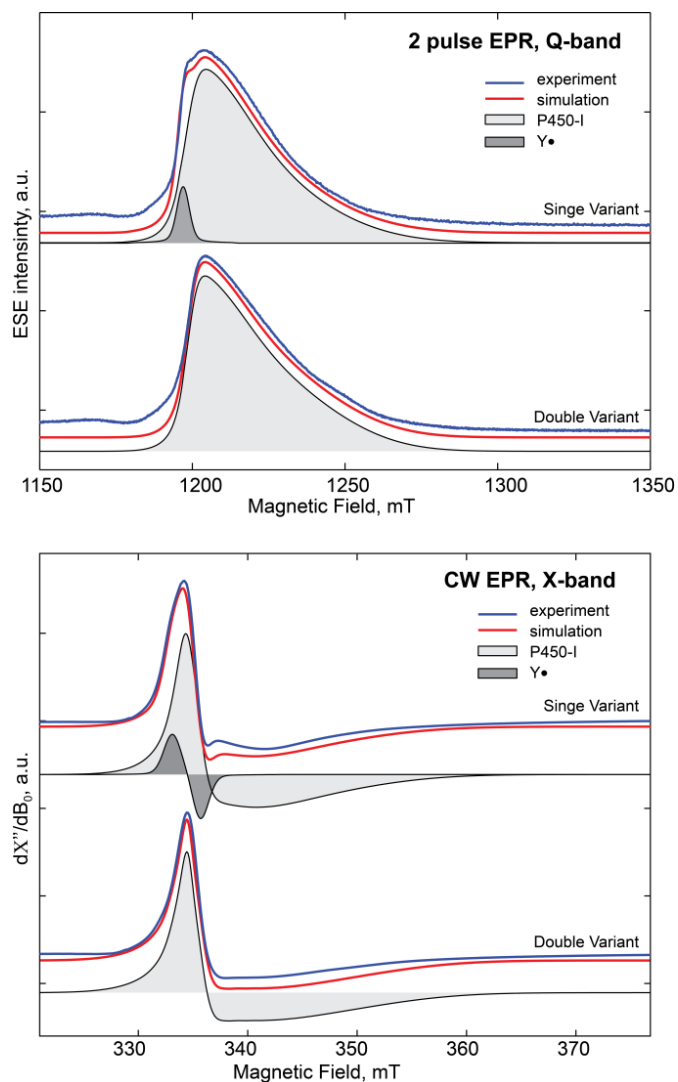 2 pulse EPR, Q-band
experiment
simulation
P450-I
Y●
Singe Variant
Double Variant
ESE intensinty, a.u.
1150 1200 1250 1300 1350
Magnetic Field, mT
CW EPR, X-band
experiment
simulation
P450-I
Y●
Singe Variant
Double Variant
dX’’/dB₀, a.u.
330 340 350 360 370
Magnetic Field, mT